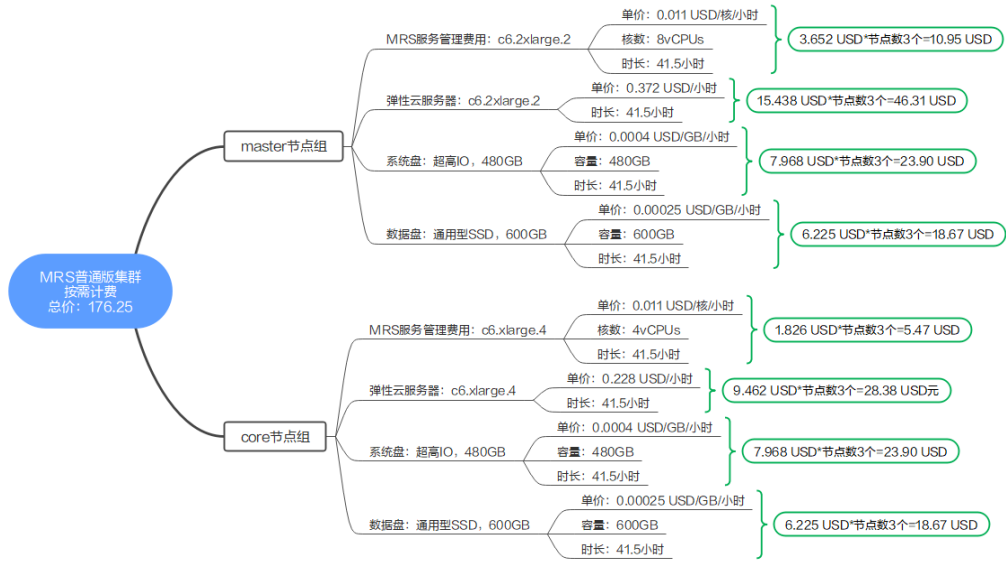 MRS普通版集群
按需计费
总价：176.25
master节点组
MRS服务管理费用：c6.2xlarge.2
单价：0.011 USD/核/小时
核数：8vCPUs
时长：41.5小时
3.652 USD*节点数3个=10.95 USD
弹性云服务器：c6.2xlarge.2
单价：0.372 USD/小时
时长：41.5小时
15.438 USD*节点数3个=46.31 USD
系统盘：超高IO，480GB
单价：0.0004 USD/GB/小时
容量：480GB
时长：41.5小时
7.968 USD*节点数3个=23.90 USD
数据盘：通用型SSD，600GB
单价：0.00025 USD/GB/小时
容量：600GB
时长：41.5小时
6.225 USD*节点数3个=18.67 USD
core节点组
MRS服务管理费用：c6.xlarge.4
单价：0.011 USD/核/小时
核数：4vCPUs
时长：41.5小时
1.826 USD*节点数3个=5.47 USD
弹性云服务器：c6.xlarge.4
单价：0.228 USD/小时
时长：41.5小时
9.462 USD*节点数3个=28.38 USD元
系统盘：超高IO，480GB
单价：0.0004 USD/GB/小时
容量：480GB
时长：41.5小时
7.968 USD*节点数3个=23.90 USD
数据盘：通用型SSD，600GB
单价：0.00025 USD/GB/小时
容量：600GB
时长：41.5小时
6.225 USD*节点数3个=18.67 USD